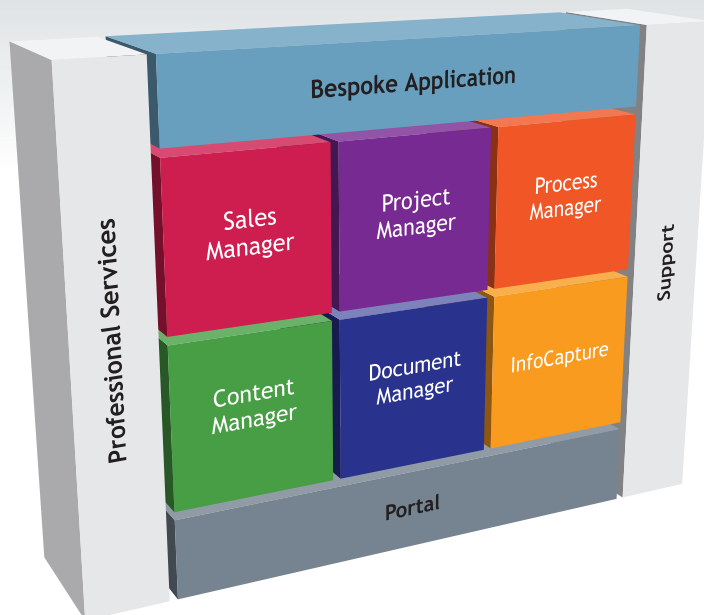 Bespoke Application
Professional Services
Sales
Manager
Project
Manager
Process
Manager
Support
Content
Manager
Document
Manager
InfoCapture
Portal